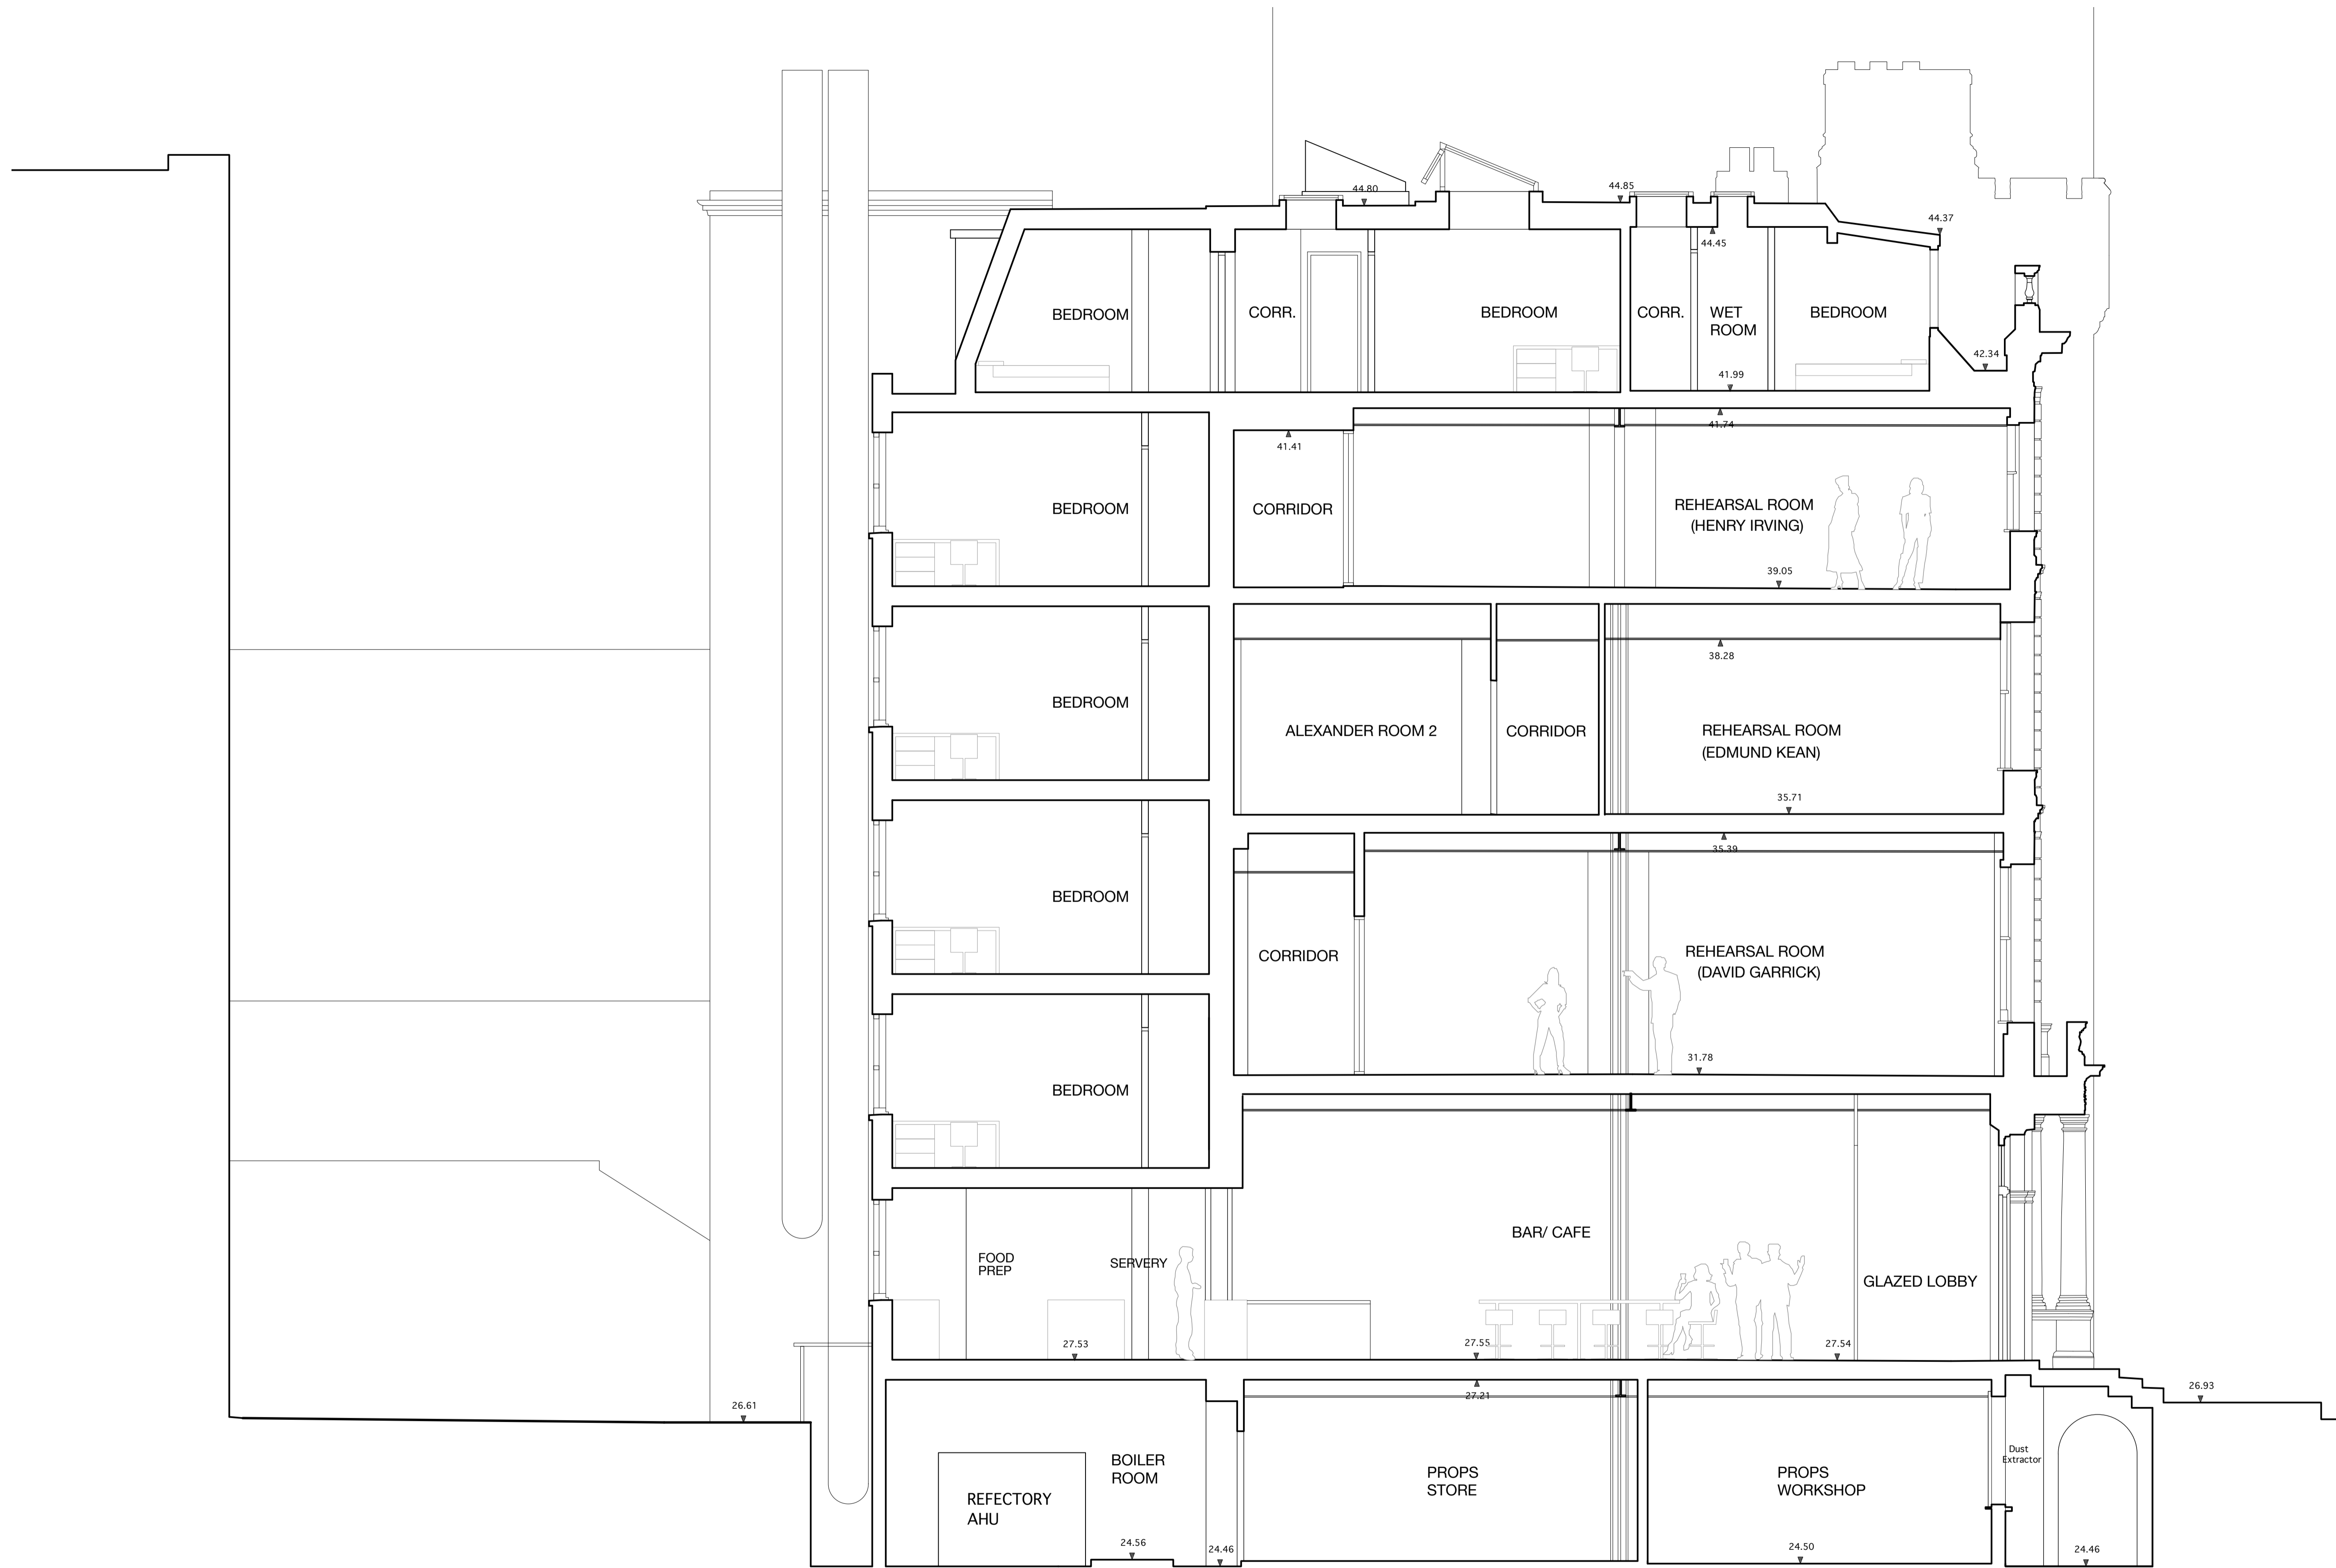 44.80
44.85
44.37
44.45
BEDROOM
CORR.
BEDROOM
CORR.
WET
ROOM
BEDROOM
42.34
41.99
41.74
41.41
BEDROOM
CORRIDOR
REHEARSAL ROOM
(HENRY IRVING)
39.05
38.28
BEDROOM
ALEXANDER ROOM 2
CORRIDOR
REHEARSAL ROOM
(EDMUND KEAN)
35.71
35.39
BEDROOM
CORRIDOR
REHEARSAL ROOM
(DAVID GARRICK)
31.78
BEDROOM
FOOD
PREP
SERVERY
BAR/ CAFE
GLAZED LOBBY
27.53
27.55
27.54
27.21
26.61
26.93
BOILER
ROOM
REFECTORY
AHU
PROPS
STORE
PROPS
WORKSHOP
Dust
Extractor
24.56
24.46
24.50
24.46